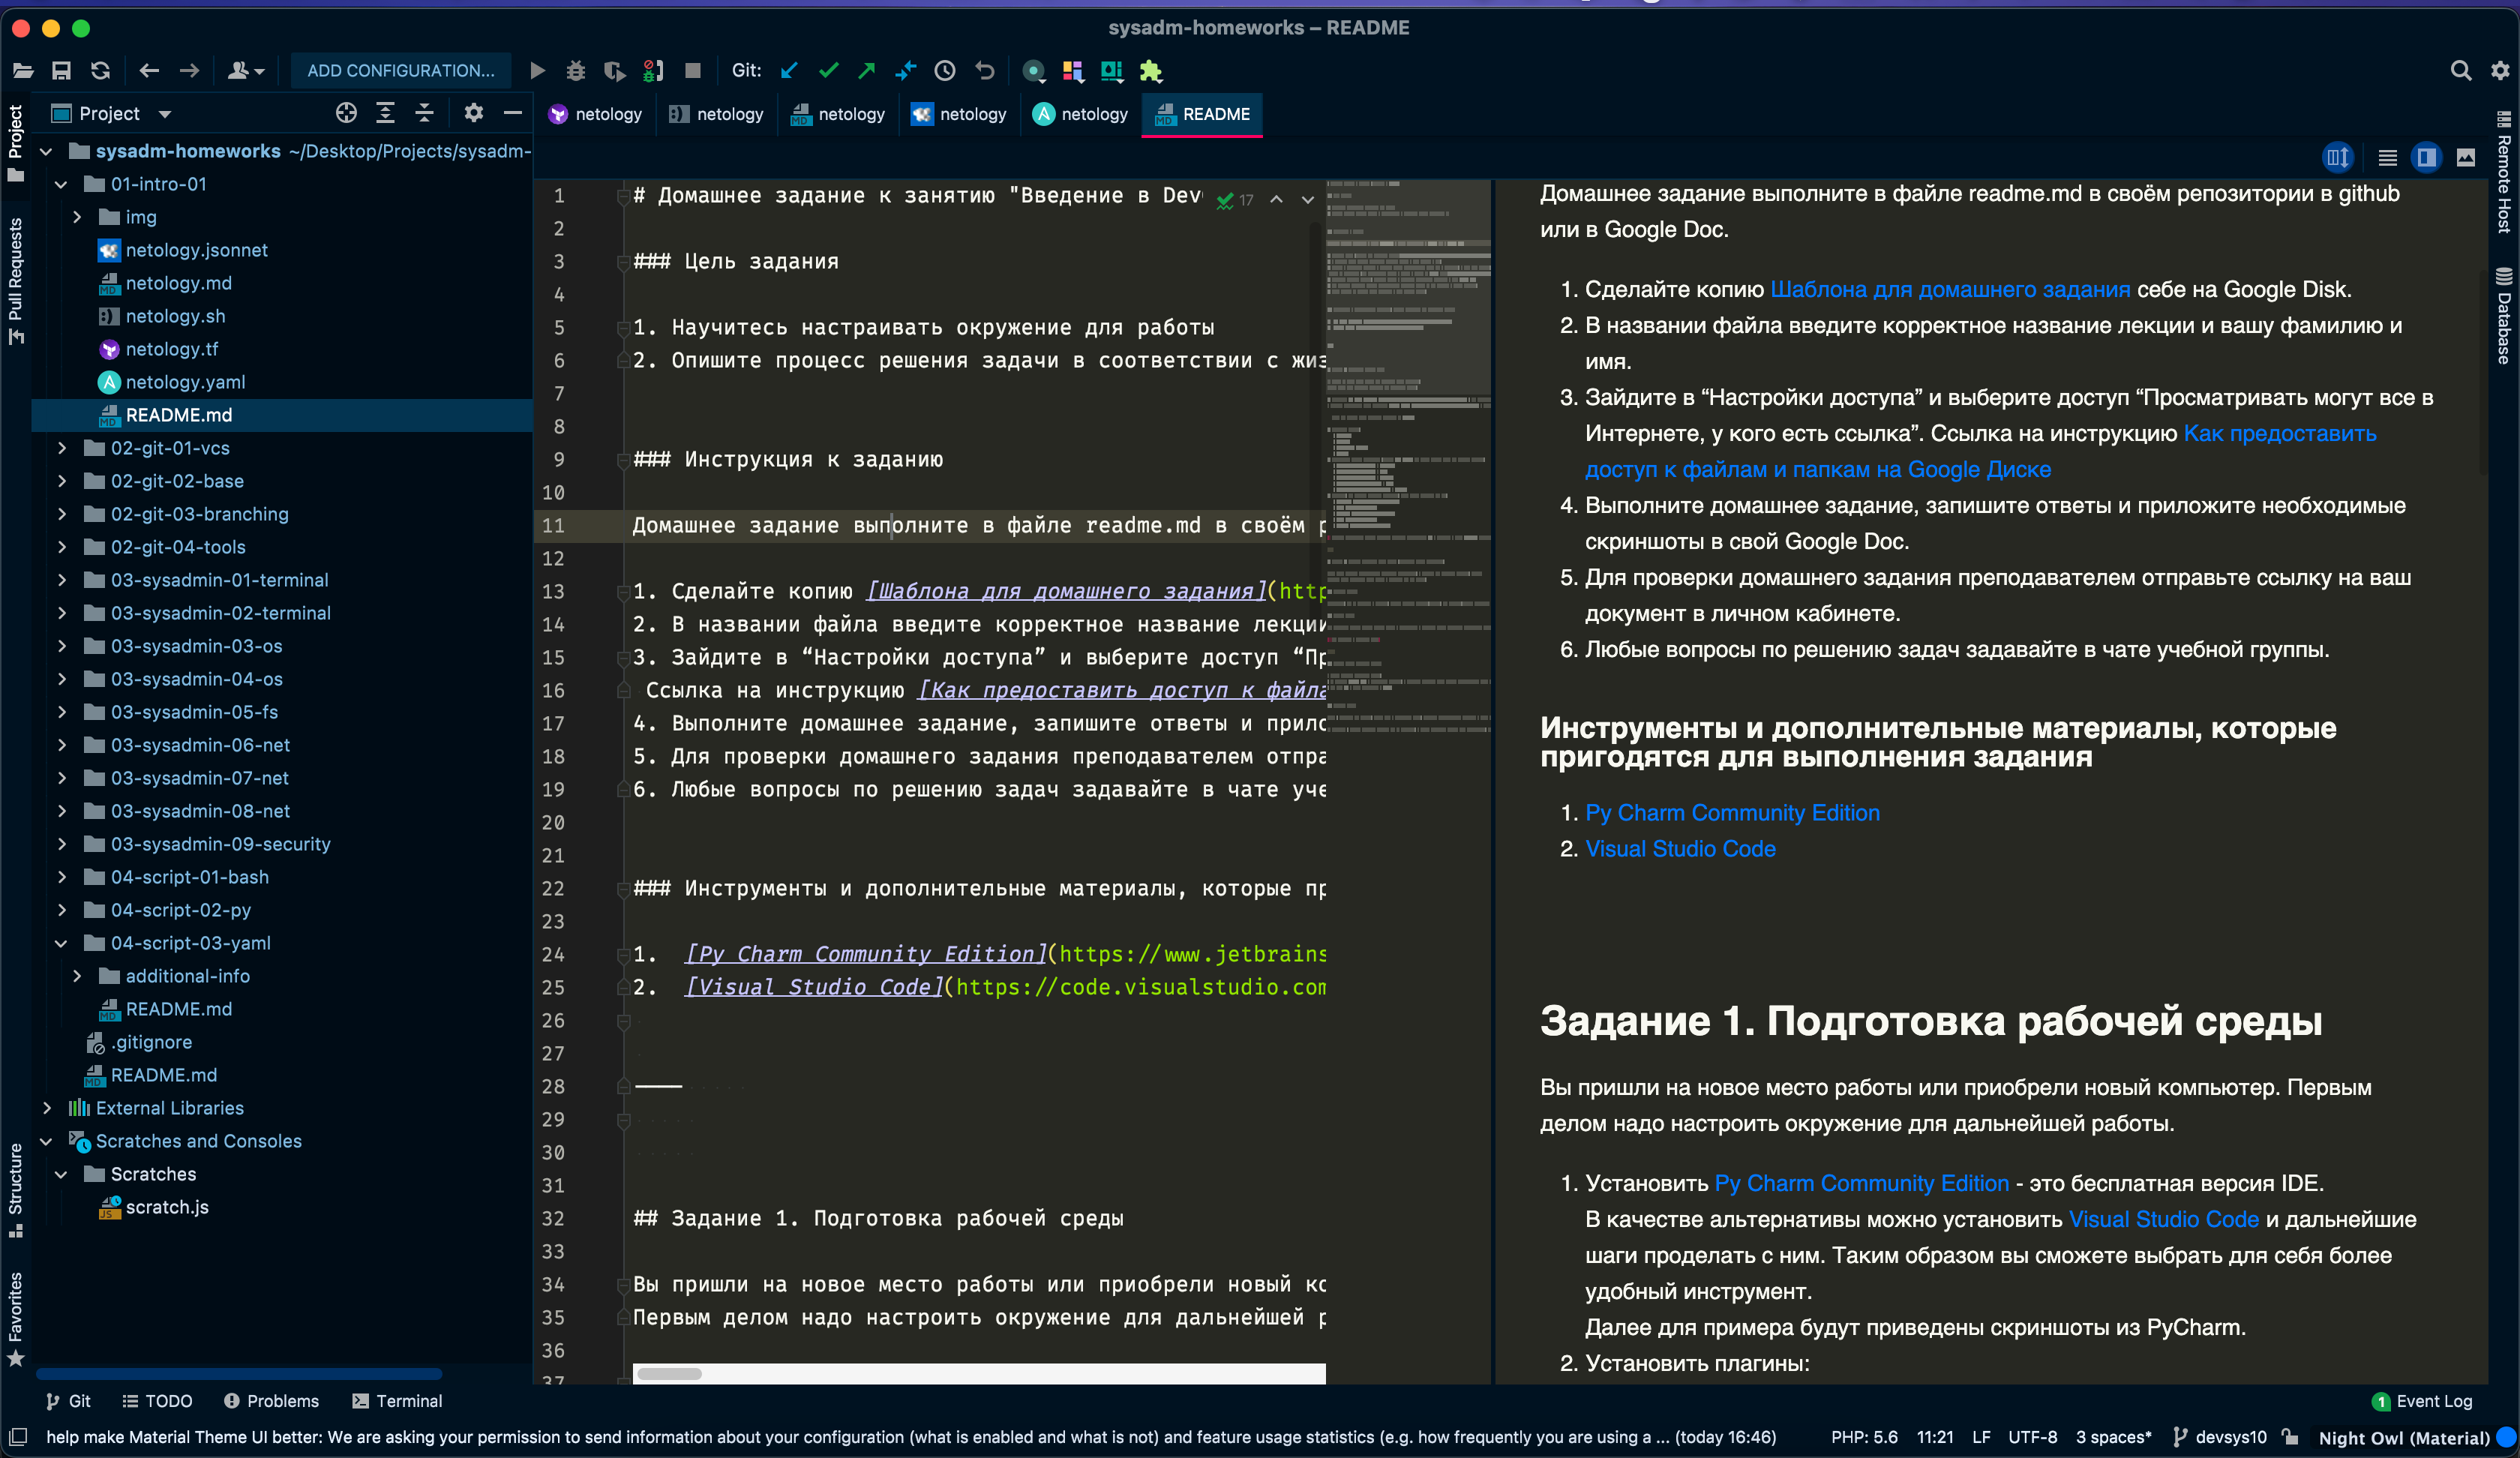 sysadm-homeworks – README
ADD CONFIGURATION...
Git:
Project
netology
netology
netology
netology
netology
README
Project
Pull Requests
Structure
Favorites
sysadm-homeworks ~/Desktop/Projects/sysadm-
01-intro-01
img
netology.jsonnet
netology.md
netology.sh
netology.tf
netology.yaml
README.md
02-git-01-vcs
02-git-02-base
02-git-03-branching
02-git-04-tools
03-sysadmin-01-terminal
03-sysadmin-02-terminal
03-sysadmin-03-os
03-sysadmin-04-os
03-sysadmin-05-fs
03-sysadmin-06-net
03-sysadmin-07-net
03-sysadmin-08-net
03-sysadmin-09-security
04-script-01-bash
04-script-02-py
04-script-03-yaml
additional-info
README.md
.gitignore
README.md
External Libraries
Scratches and Consoles
Scratches
scratch.js
1 # Домашнее задание к занятию "Введение в Dev
17
2
3 ### Цель задания
4
5 1. Научитесь настраивать окружение для работы
6 2. Опишите процесс решения задачи в соответствии с жиз
7
8
9 ### Инструкция к заданию
10
11 Домашнее задание выполните в файле readme.md в своём р
12
13 1. Сделайте копию [Шаблона для домашнего задания](http
14 2. В названии файла введите корректное название лекции
15 3. Зайдите в “Настройки доступа” и выберите доступ “Пр
16 Ссылка на инструкцию [Как предоставить доступ к файла
17 4. Выполните домашнее задание, запишите ответы и прило
18 5. Для проверки домашнего задания преподавателем отпра
19 6. Любые вопросы по решению задач задавайте в чате уче
20
21
22 ### Инструменты и дополнительные материалы, которые пр
23
24 1. [Py Charm Community Edition](https://www.jetbrains
25 2. [Visual Studio Code](https://code.visualstudio.com
26
27
28 ----
29
30
31
32 ## Задание 1. Подготовка рабочей среды
33
34 Вы пришли на новое место работы или приобрели новый ко
35 Первым делом надо настроить окружение для дальнейшей р
36
37
Домашнее задание выполните в файле readme.md в своём репозитории в github
или в Google Doc.
1. Сделайте копию Шаблона для домашнего задания себе на Google Disk.
2. В названии файла введите корректное название лекции и вашу фамилию и
имя.
3. Зайдите в “Настройки доступа” и выберите доступ “Просматривать могут все в
Интернете, у кого есть ссылка”. Ссылка на инструкцию Как предоставить
доступ к файлам и папкам на Google Диске
4. Выполните домашнее задание, запишите ответы и приложите необходимые
скриншоты в свой Google Doc.
5. Для проверки домашнего задания преподавателем отправьте ссылку на ваш
документ в личном кабинете.
6. Любые вопросы по решению задач задавайте в чате учебной группы.
Инструменты и дополнительные материалы, которые
пригодятся для выполнения задания
1. Py Charm Community Edition
2. Visual Studio Code
Задание 1. Подготовка рабочей среды
Вы пришли на новое место работы или приобрели новый компьютер. Первым
делом надо настроить окружение для дальнейшей работы.
1. Установить Py Charm Community Edition - это бесплатная версия IDE.
В качестве альтернативы можно установить Visual Studio Code и дальнейшие
шаги проделать с ним. Таким образом вы сможете выбрать для себя более
удобный инструмент.
Далее для примера будут приведены скриншоты из PyCharm.
2. Установить плагины:
Remote Host
Database
Git
TODO
Problems
Terminal
1 Event Log
help make Material Theme UI better: We are asking your permission to send information about your configuration (what is enabled and what is not) and feature usage statistics (e.g. how frequently you are using a ... (today 16:46)
PHP: 5.6
11:21
LF
UTF-8
3 spaces*
devsys10
Night Owl (Material)